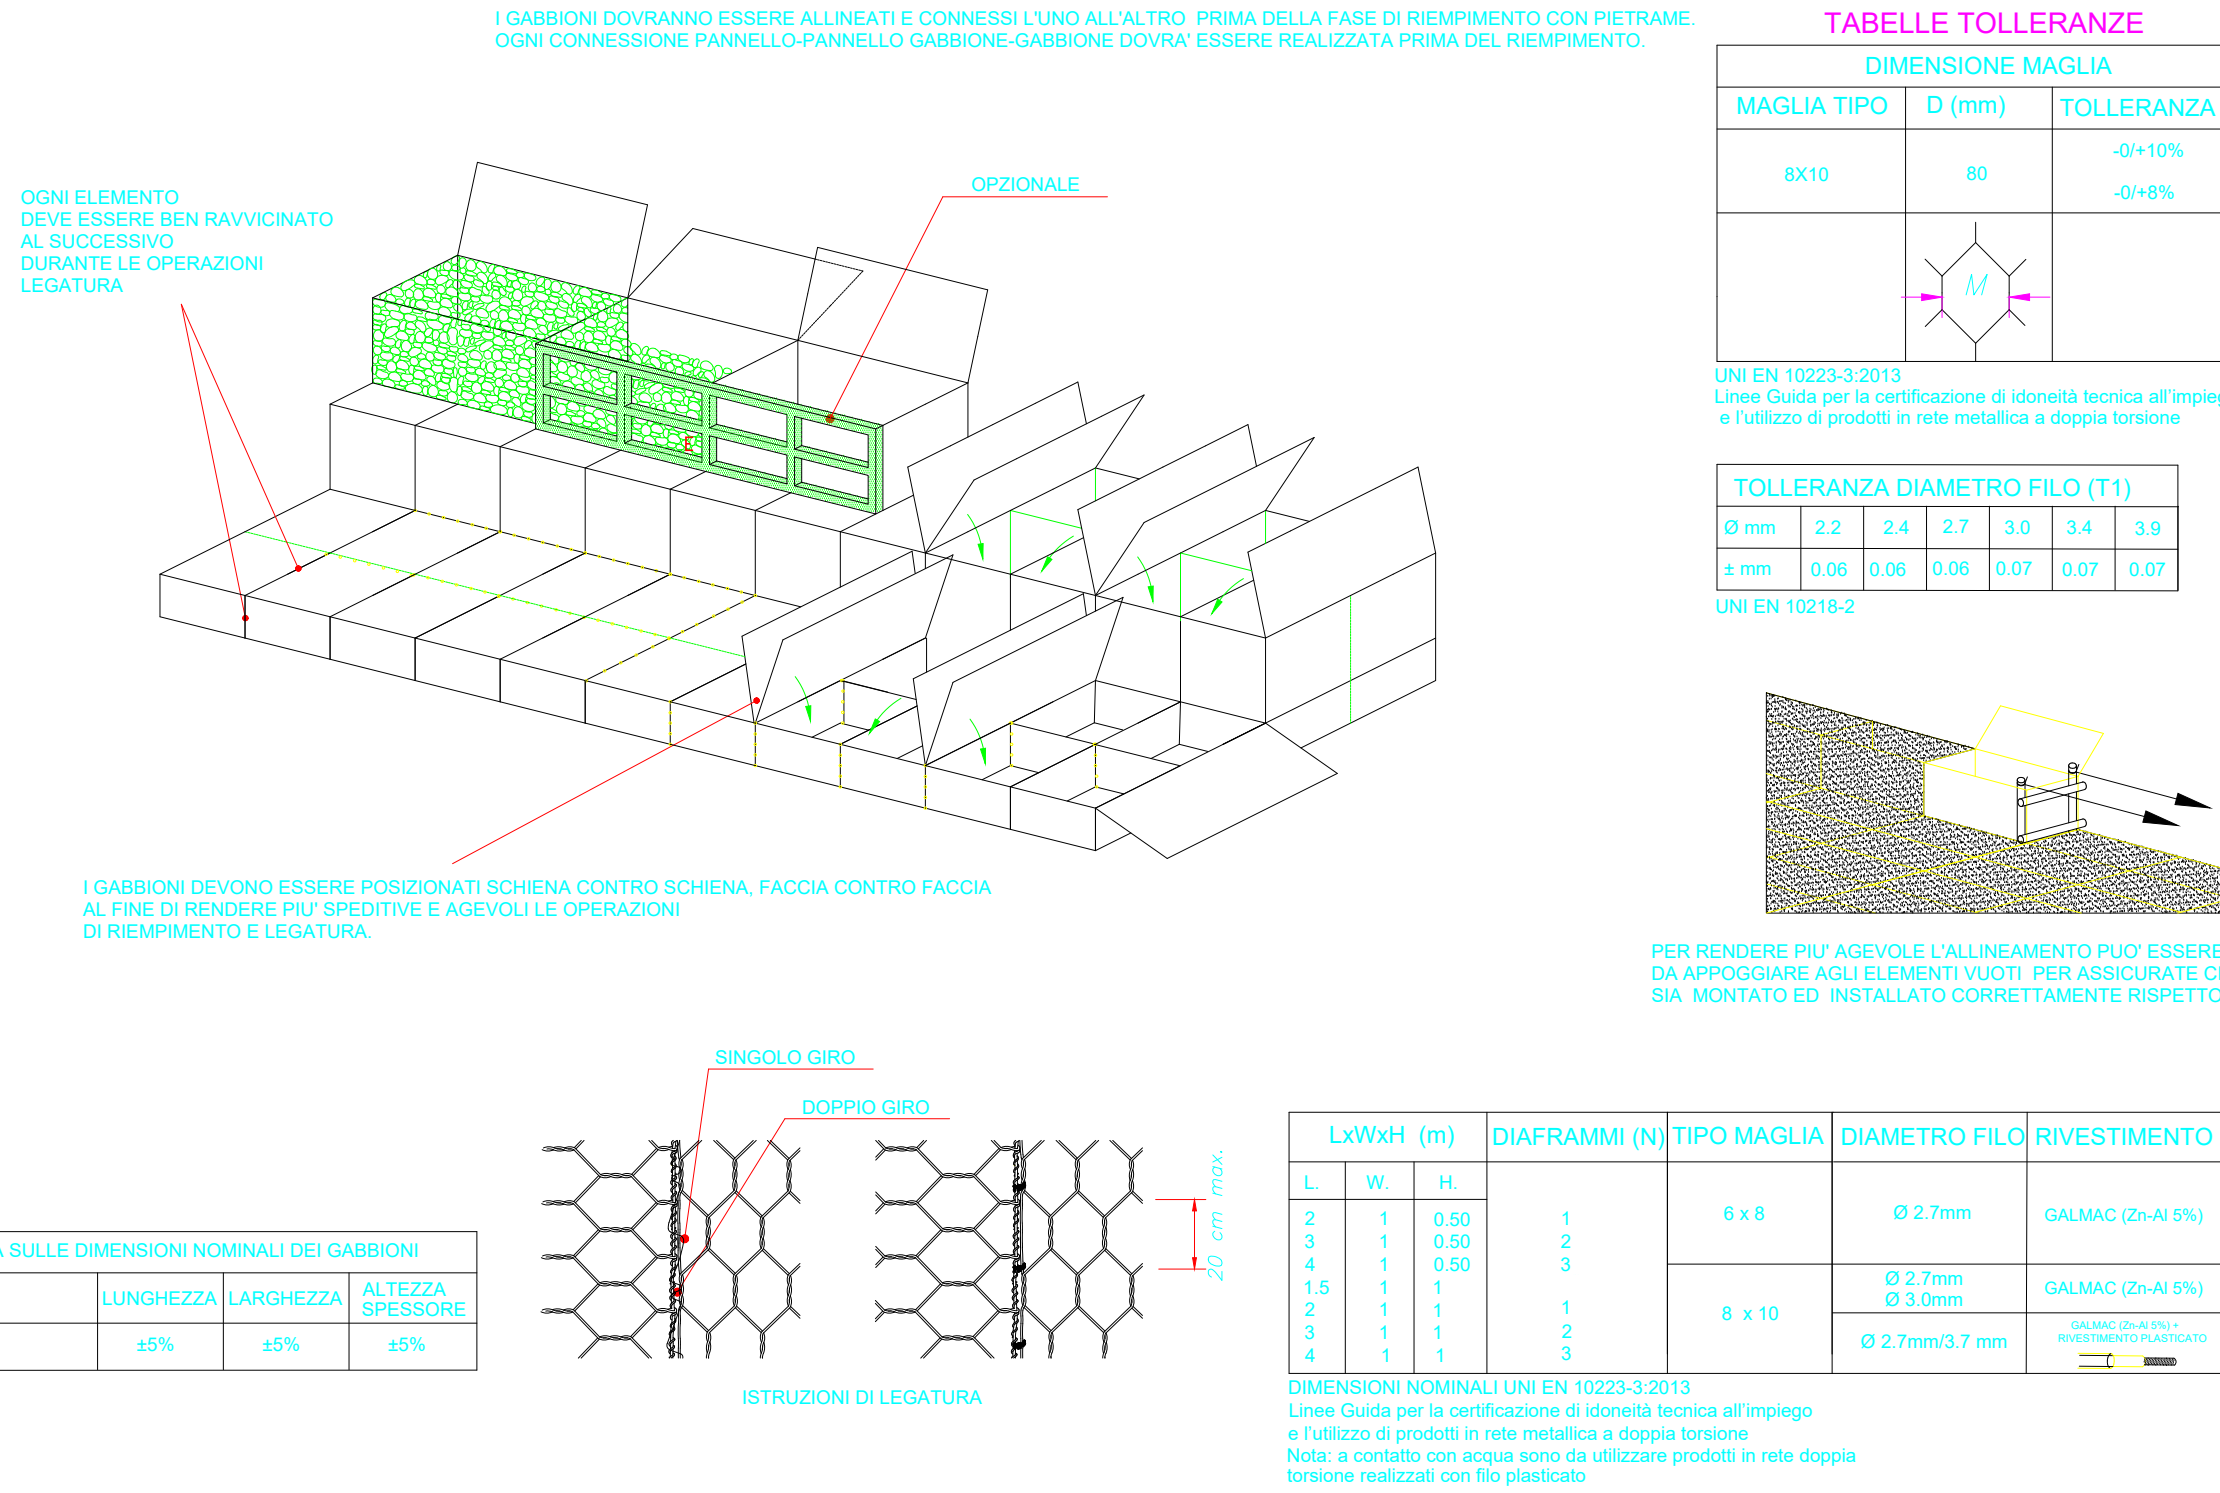 I GABBIONI DOVRANNO ESSERE ALLINEATI E CONNESSI L'UNO ALL'ALTRO PRIMA DELLA FASE DI RIEMPIMENTO CON PIETRAME.
OGNI CONNESSIONE PANNELLO-PANNELLO GABBIONE-GABBIONE DOVRA' ESSERE REALIZZATA PRIMA DEL RIEMPIMENTO.
OGNI ELEMENTO
DEVE ESSERE BEN RAVVICINATO
AL SUCCESSIVO
DURANTE LE OPERAZIONI
LEGATURA
OPZIONALE
E
I GABBIONI DEVONO ESSERE POSIZIONATI SCHIENA CONTRO SCHIENA, FACCIA CONTRO FACCIA
AL FINE DI RENDERE PIU' SPEDITIVE E AGEVOLI LE OPERAZIONI
DI RIEMPIMENTO E LEGATURA.
TABELLE TOLLERANZE
DIMENSIONE MAGLIA
MAGLIA TIPO D (mm) TOLLERANZA
8X10 80 -0/+10%
-0/+8%
M
UNI EN 10223-3:2013
Linee Guida per la certificazione di idoneità tecnica all'impie
e l'utilizzo di prodotti in rete metallica a doppia torsione
TOLLERANZA DIAMETRO FILO (T1)
Ø mm 2.2 2.4 2.7 3.0 3.4 3.9
± mm 0.06 0.06 0.06 0.07 0.07 0.07
UNI EN 10218-2
PER RENDERE PIU' AGEVOLE L'ALLINEAMENTO PUO' ESSERE
DA APPOGGIARE AGLI ELEMENTI VUOTI PER ASSICURATE
SIA MONTATO ED INSTALLATO CORRETTAMENTE RISPETTO
A SULLE DIMENSIONI NOMINALI DEI GABBIONI
LUNGHEZZA LARGHEZZA ALTEZZA
SPESSORE
±5% ±5% ±5%
SINGOLO GIRO
DOPPIO GIRO
20 cm max.
ISTRUZIONI DI LEGATURA
LxWxH (m) DIAFRAMMI (N) TIPO MAGLIA DIAMETRO FILO RIVESTIMENTO
L. W. H.
2 1 0.50 1
3 1 0.50 2
4 1 0.50 3
1.5 1 1
2 1 1 1
3 1 1 2
4 1 1 3
6 x 8 Ø 2.7mm GALMAC (Zn-Al 5%)
8 x 10 Ø 2.7mm
Ø 3.0mm GALMAC (Zn-Al 5%)
Ø 2.7mm/3.7 mm GALMAC (Zn-Al 5%) +
RIVESTIMENTO PLASTICATO
DIMENSIONI NOMINALI UNI EN 10223-3:2013
Linee Guida per la certificazione di idoneità tecnica all'impiego
e l'utilizzo di prodotti in rete metallica a doppia torsione
Nota: a contatto con acqua sono da utilizzare prodotti in rete doppia
torsione realizzati con filo plasticato